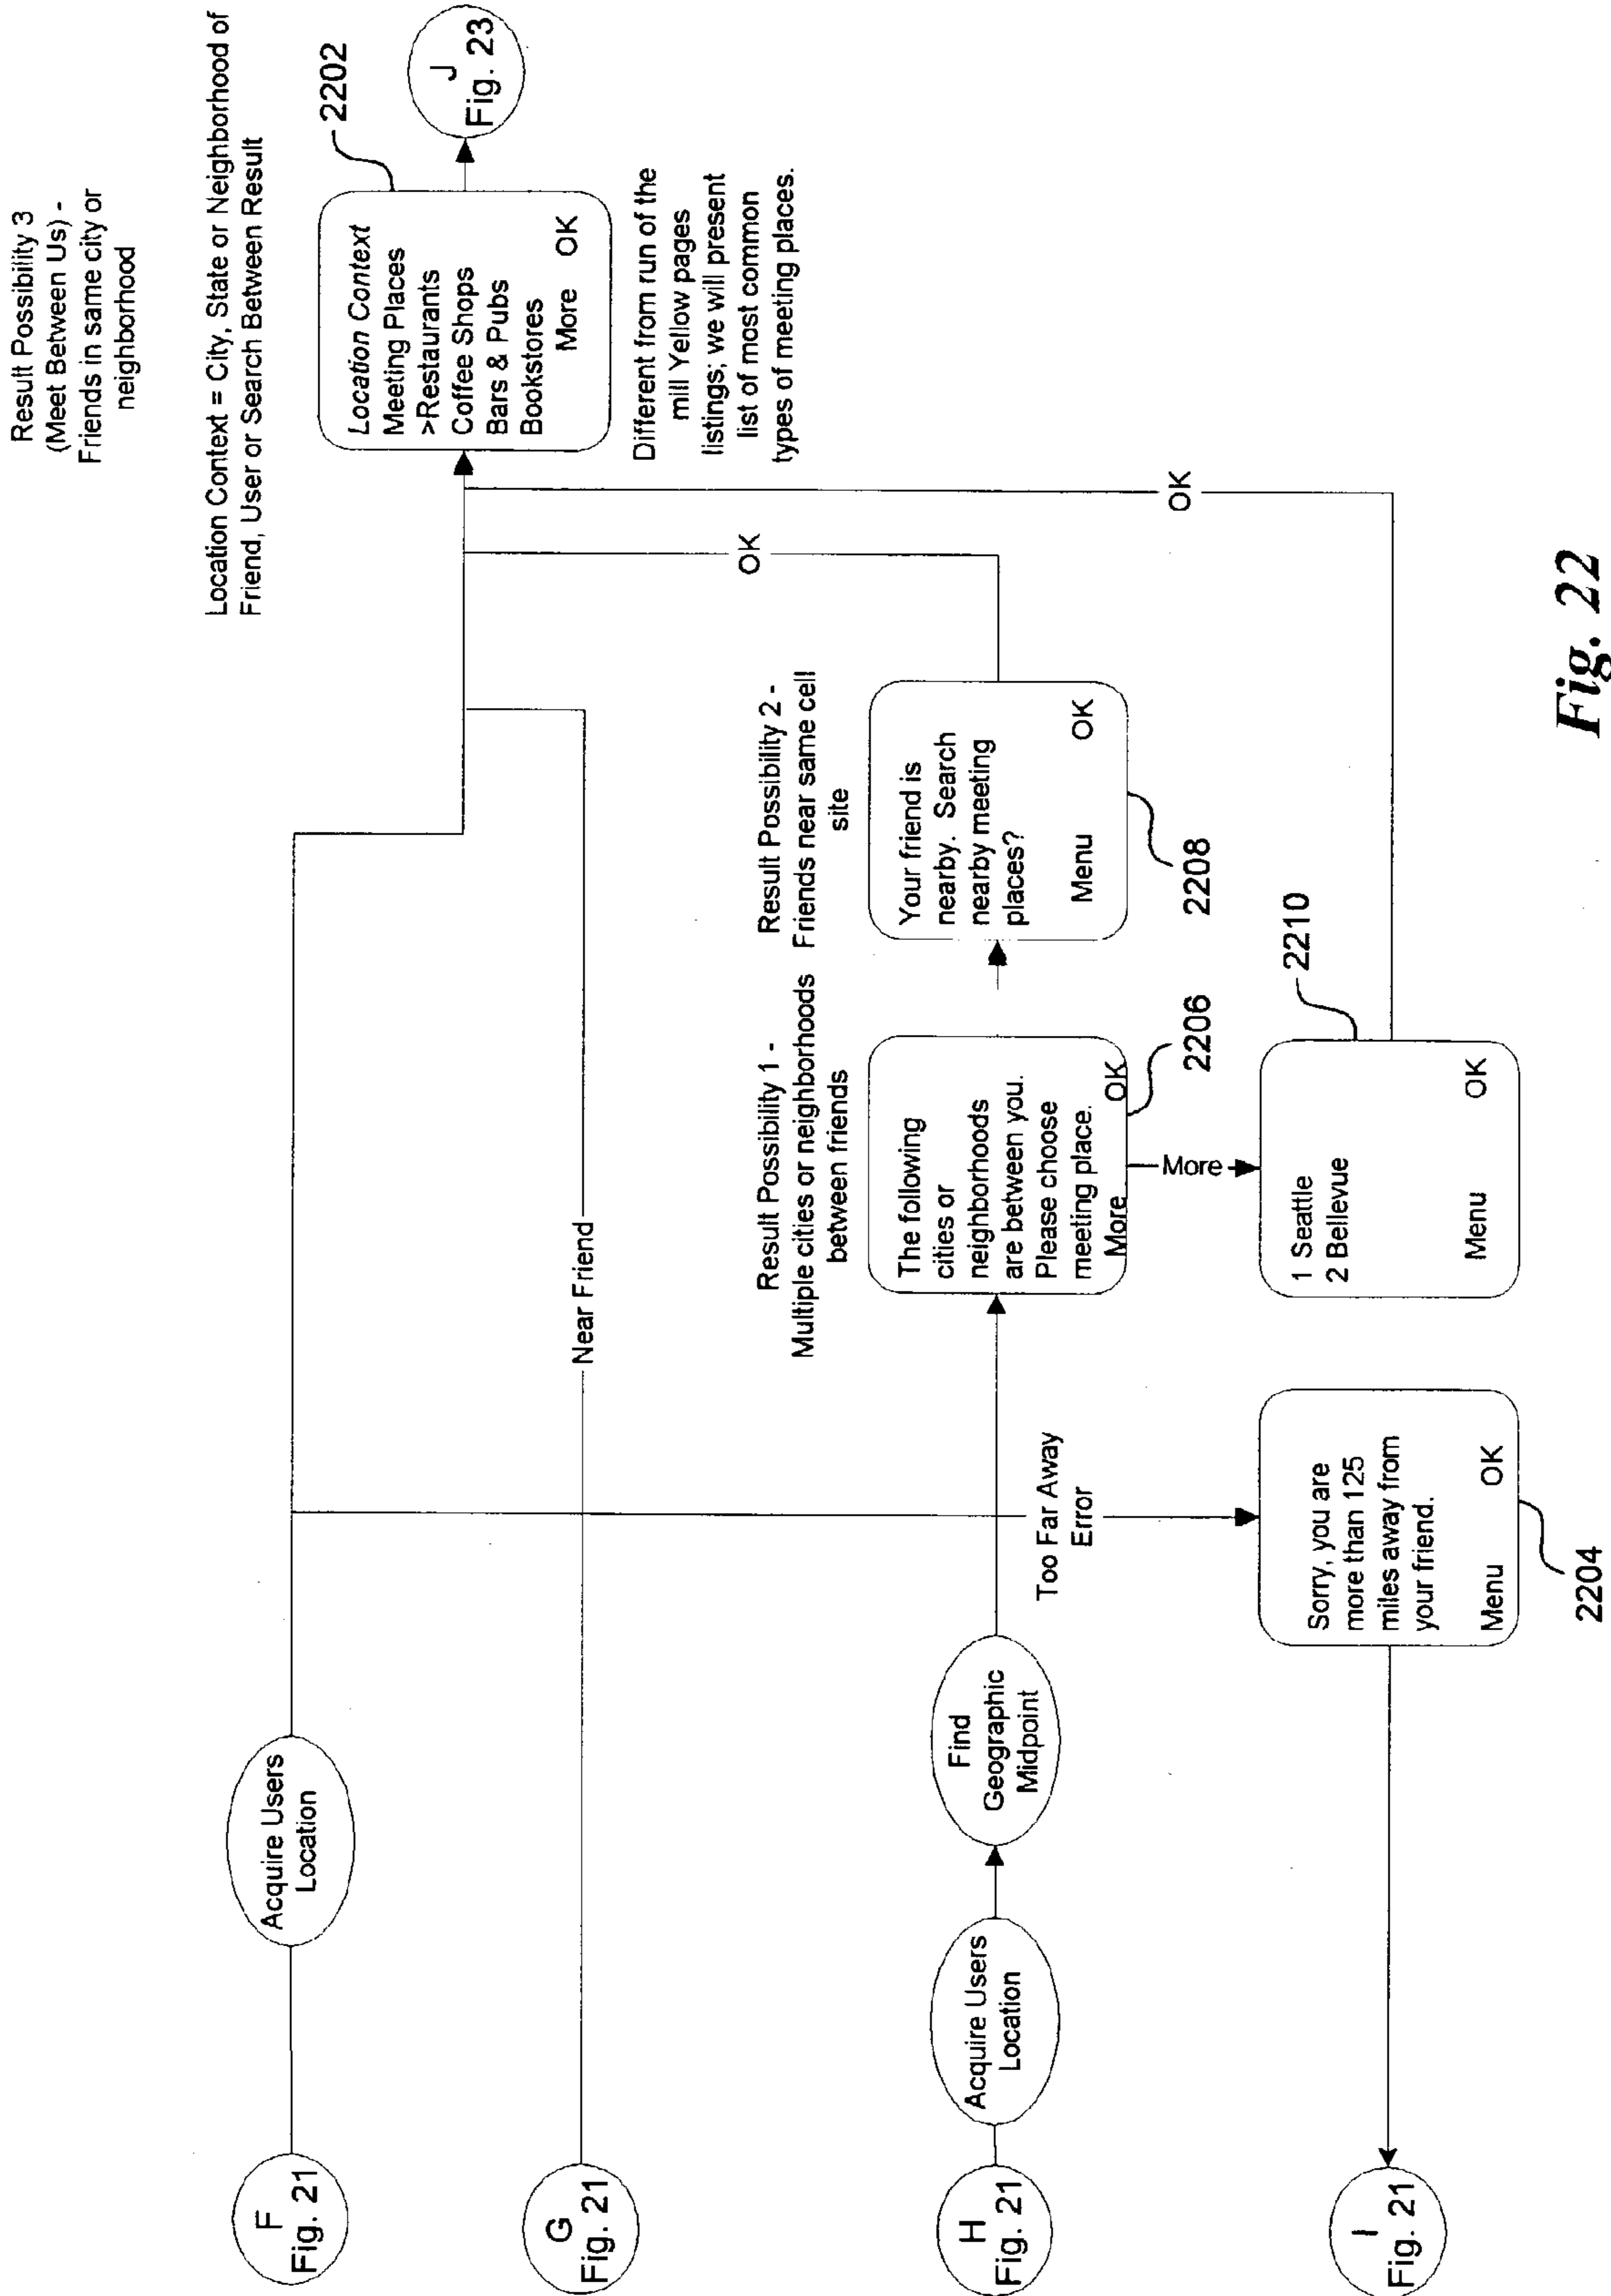 Result Possibility 3
(Meet Between Us) -
Friends in same city or
neighborhood
Location Context = City, State or Neighborhood of
Friend, User or Search Between Result
F
Fig. 21
Acquire Users
Location
Location Context
Meeting Places
>Restaurants
Coffee Shops
Bars & Pubs
Bookstores
More OK
2202
J
Fig. 23
Different from run of the
mill Yellow pages
listings; we will present
list of most common
types of meeting places.
G
Fig. 21
Near Friend
OK
H
Fig. 21
Acquire Users
Location
Find
Geographic
Midpoint
Result Possibility 1 -
Multiple cities or neighborhoods
between friends
The following
cities or
neighborhoods
are between you.
Please choose
meeting place.
More OK
2206
Result Possibility 2 -
Friends near same cell
site
Your friend is
nearby. Search
nearby meeting
places?
Menu OK
2208
Too Far Away
Error
More
OK
I
Fig. 21
Sorry, you are
more than 125
miles away from
your friend.
Menu OK
2204
1 Seattle
2 Bellevue
Menu OK
2210
Fig. 22